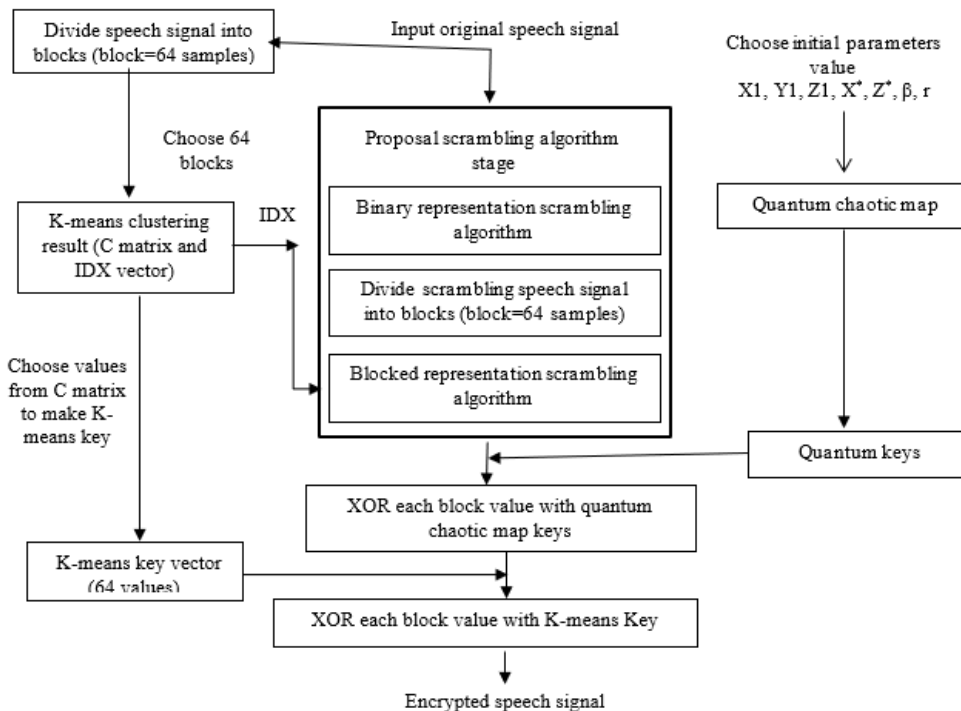 Divide speech signal into
blocks (block=64 samples)
Input original speech signal
Choose initial parameters
value
X1, Y1, Z1, X*, Z*, β, r
Choose 64
blocks
Proposal scrambling algorithm
stage
Binary representation scrambling
algorithm
Divide scrambling speech signal
into blocks (block=64 samples)
Blocked representation scrambling
algorithm
Quantum chaotic map
K-means clustering
result (C matrix and
IDX vector)
IDX
Choose values
from C matrix
to make K-
means key
Quantum keys
XOR each block value with quantum
chaotic map keys
K-means key vector
(64 values)
XOR each block value with K-means Key
Encrypted speech signal